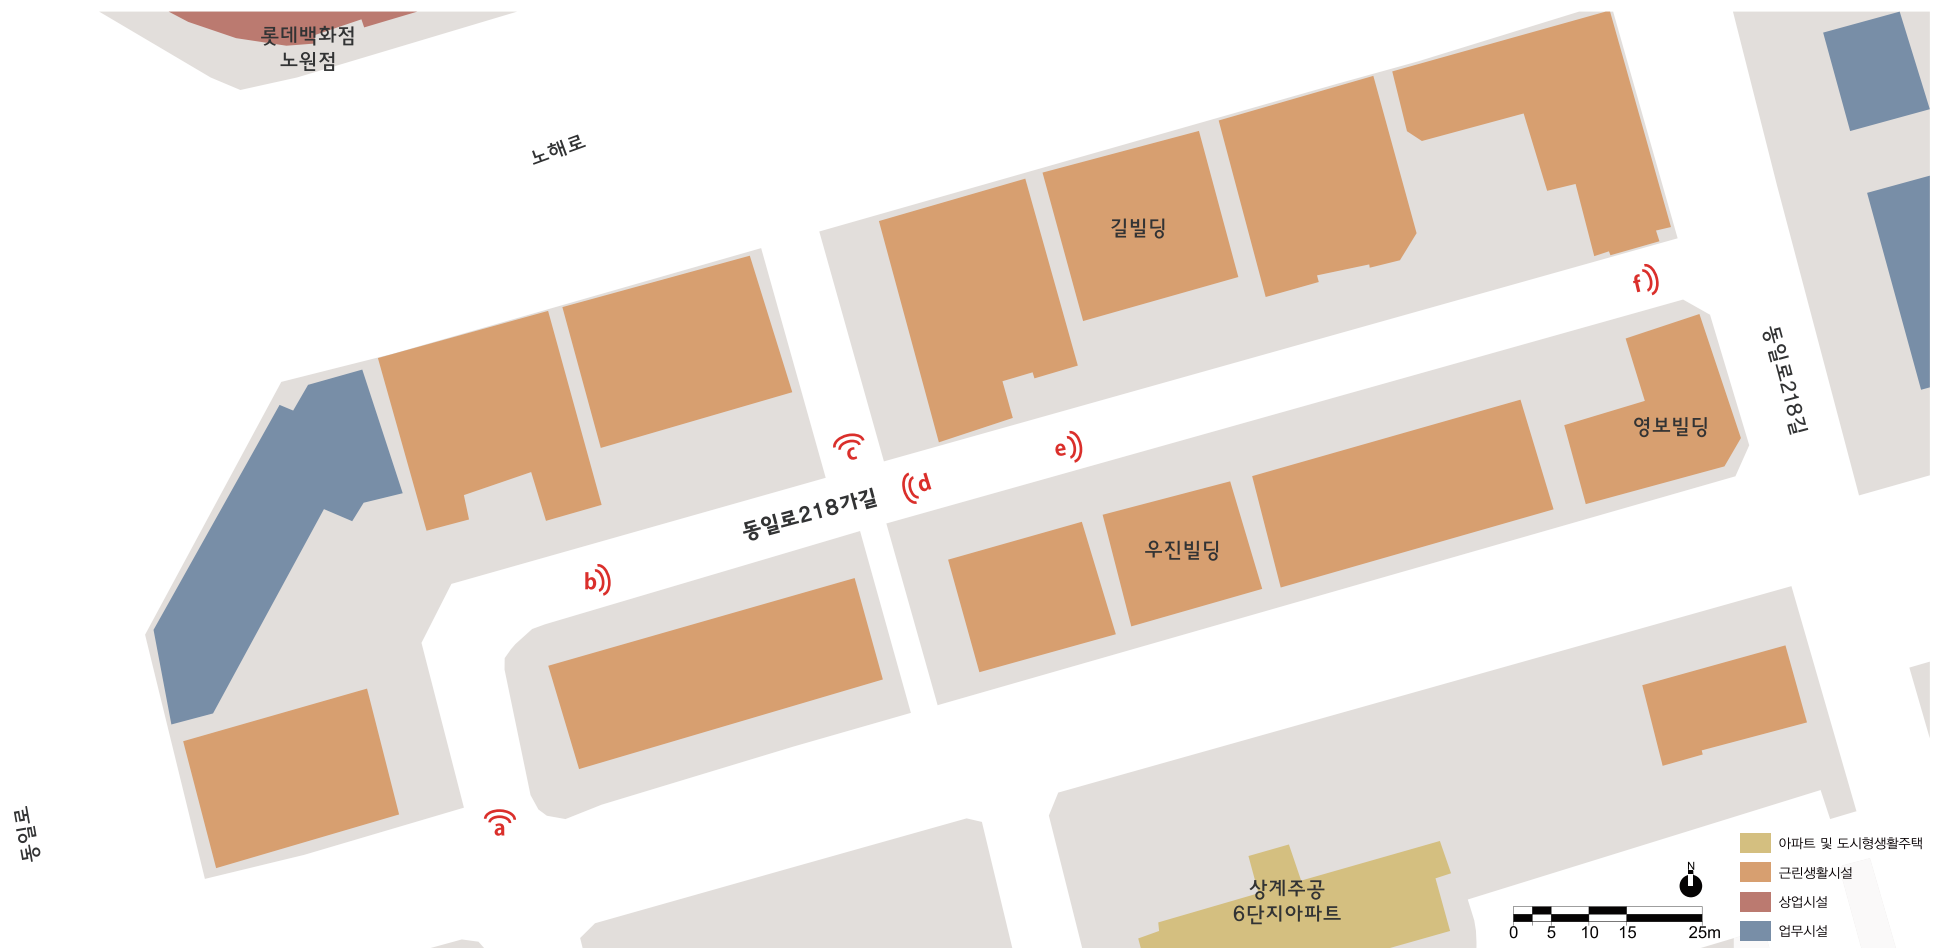 롯데백화점
노원점
노해로
길빌딩
f
동일로218길
영보빌딩
c
e
d
동일로218가길
우진빌딩
b
a
동일로
상계주공
6단지아파트
N
0 5 10 15 25m
아파트 및 도시형생활주택
근린생활시설
상업시설
업무시설